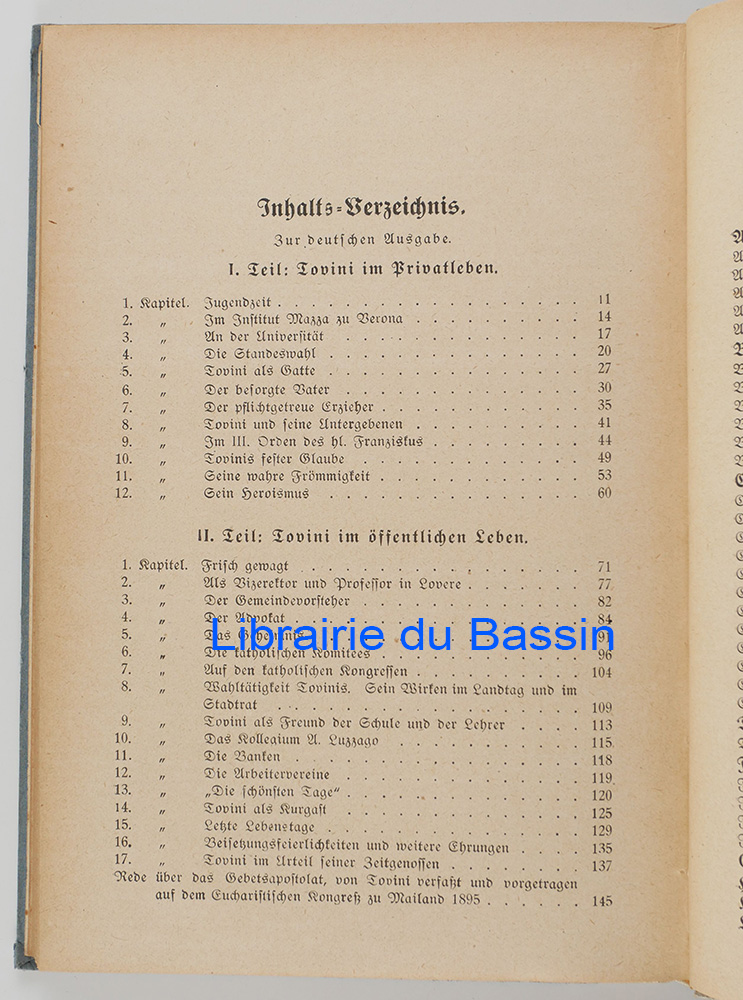 Inhalts-Verzeichnis.
Zur deutschen Ausgabe.
I. Teil: Tovini im Privatleben.
1. Kapitel. Jugendzeit . . . . . . . . . . . . . . . . . . 11
2. „ Im Institut Mazza zu Verona . . . . . . . . . . 14
3. „ An der Universität . . . . . . . . . . . . . . 17
4. „ Die Standeswahl . . . . . . . . . . . . . . . 20
5. „ Tovini als Gatte . . . . . . . . . . . . . . . 27
6. „ Der besorgte Vater . . . . . . . . . . . . . . 30
7. „ Der pflichtgetreue Erzieher . . . . . . . . . . . . 35
8. „ Tovini und seine Untergebenen . . . . . . . . . . 41
9. „ Im III. Orden des hl. Franziskus . . . . . . . . . 44
10. „ Tovinis fester Glaube . . . . . . . . . . . . . 49
11. „ Seine wahre Frömmigkeit . . . . . . . . . . . . 53
12. „ Sein Heroismus . . . . . . . . . . . . . . . 60
II. Teil: Tovini im öffentlichen Leben.
1. Kapitel. Frisch gewagt . . . . . . . . . . . . . . . . 71
2. „ Als Vizerektor und Professor in Lovere . . . . . . . 77
3. „ Der Gemeindevorsteher . . . . . . . . . . . . . 82
4. „ Der Advokat . . . . . . . . . . . . . . . . 84
5. „ Das Geheimnis . . . . . . . . . . . . . . . 91
6. „ Die katholischen Komitees . . . . . . . . . . . . 96
7. „ Auf den katholischen Kongressen . . . . . . . . . . 104
8. „ Wahltätigkeit Tovinis. Sein Wirken im Landtag und im
Stadtrat . . . . . . . . . . . . . . . . . 109
9. „ Tovini als Freund der Schule und der Lehrer . . . . . 113
10. „ Das Kollegium A. Luzzago . . . . . . . . . . . 115
11. „ Die Banken . . . . . . . . . . . . . . . . 118
12. „ Die Arbeitervereine . . . . . . . . . . . . . . 119
13. „ „Die schönsten Tage“ . . . . . . . . . . . . . 120
14. „ Tovini als Kurgast . . . . . . . . . . . . . . 125
15. „ Letzte Lebenstage . . . . . . . . . . . . . . . 129
16. „ Beisetzungsfeierlichkeiten und weitere Ehrungen . . . . 135
17. „ Tovini im Urteil seiner Zeitgenossen . . . . . . . . 137
Rede über das Gebetsapostolat, von Tovini verfaßt und vorgetragen
auf dem Eucharistischen Kongreß zu Mailand 1895 . . . . . . 145
Librairie du Bassin